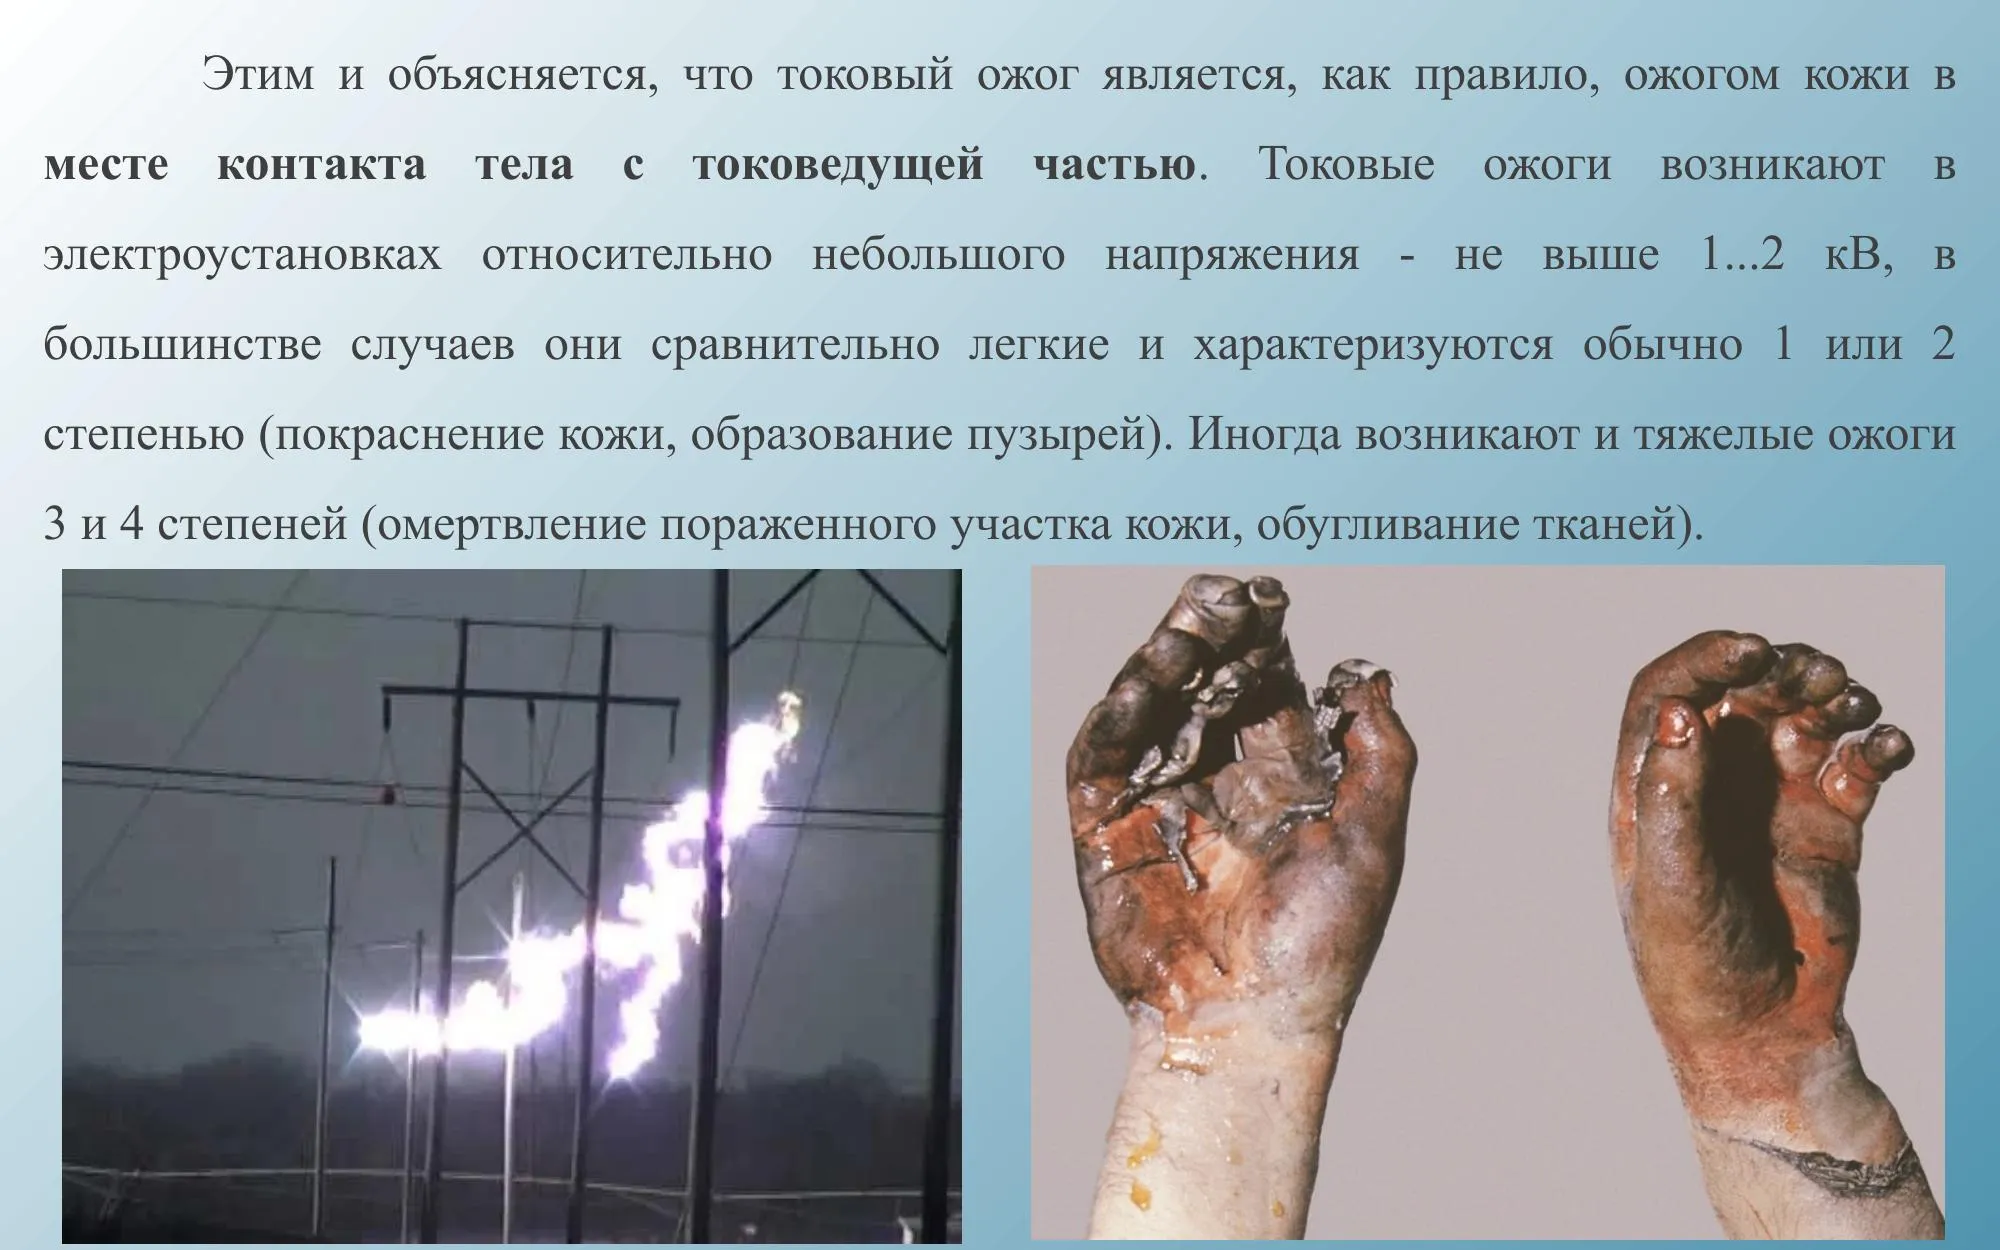 Этим и объясняется, что токовый ожог является, как правило, ожогом кожи в
месте контакта тела с токоведущей частью. Токовые ожоги возникают в
электроустановках относительно небольшого напряжения - не выше 1...2 кВ, в
большинстве случаев они сравнительно легкие и характеризуются обычно 1 или 2
степенью (покраснение кожи, образование пузырей). Иногда возникают и тяжелые ожоги
3 и 4 степеней (омертвление пораженного участка кожи, обугливание тканей).